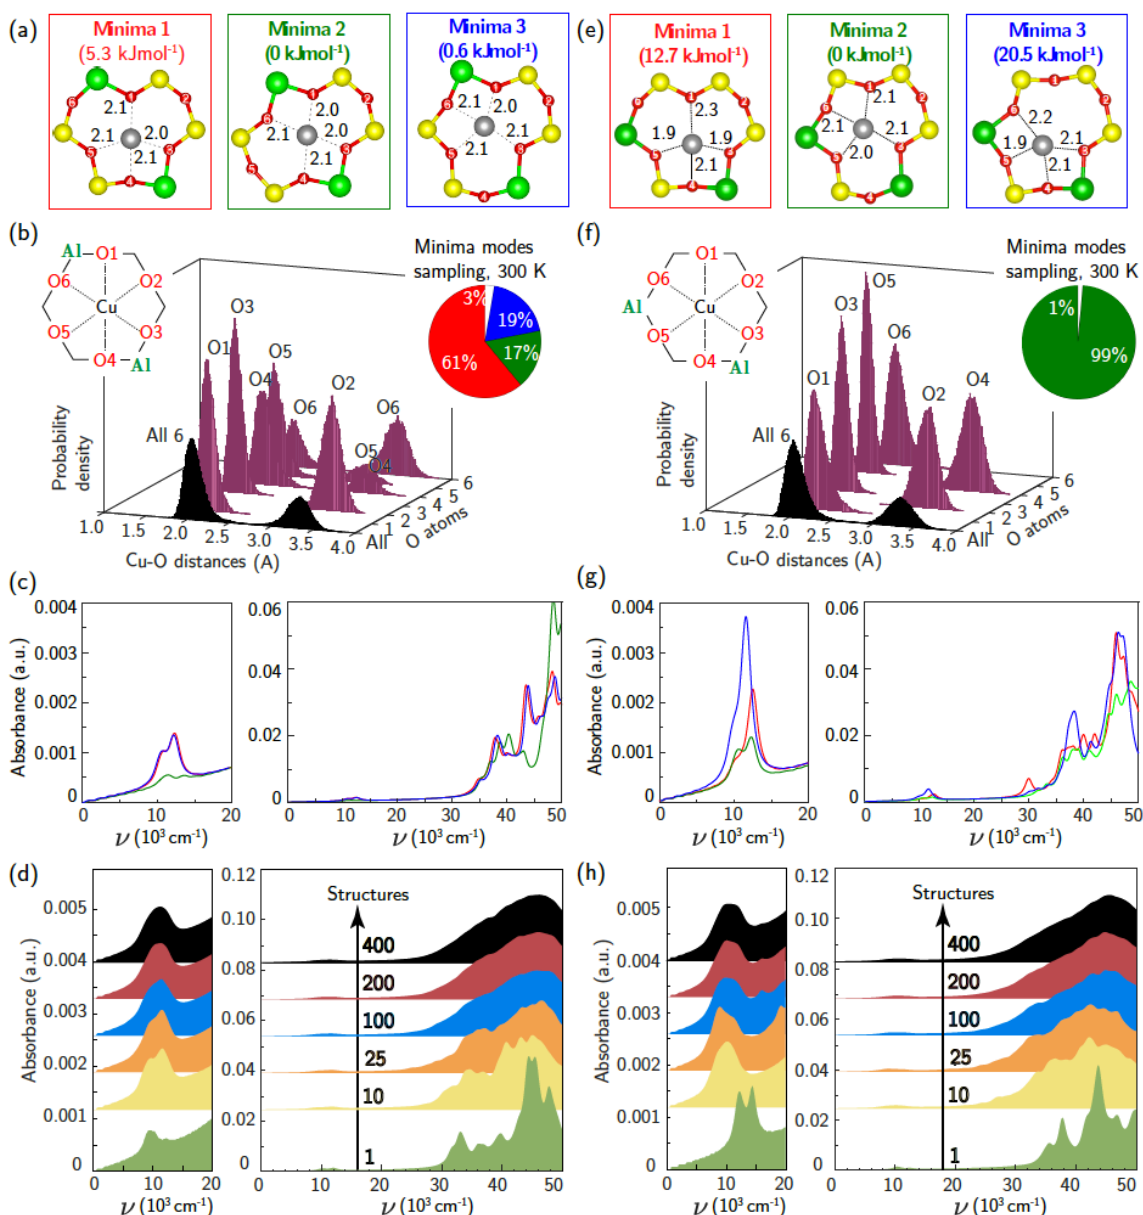 (a)
Minima 1
(5.3 kJmol⁻¹)
1
2
3
4
5
6
2.1
2.1
2.0
2.1
Minima 2
(0 kJmol⁻¹)
1
2
3
4
5
6
2.0
2.1
2.0
2.1
Minima 3
(0.6 kJmol⁻¹)
1
2
3
4
5
6
2.1
2.0
2.1
2.1
(e)
Minima 1
(12.7 kJmol⁻¹)
2.3
1.9
1.9
2.1
Minima 2
(0 kJmol⁻¹)
2.1
2.1
2.1
2.0
Minima 3
(20.5 kJmol⁻¹)
2.2
1.9
2.1
2.1
(b)
Al
O1
O6
O2
Cu
O5
O3
O4
Al
Minima modes
sampling, 300 K
3%
19%
17%
61%
O3
O1
O5
O4
O2
O6
O6
O5
O4
All 6
Probability
density
1.0
1.5
2.0
2.5
3.0
3.5
4.0
All
1
2
3
4
5
6
O atoms
Cu-O distances (A)
(f)
O1
O6
O2
Al
Cu
O5
O3
O4
Al
Minima modes
sampling, 300 K
1%
99%
O5
O3
O6
O1
O2
O4
All 6
Probability
density
1.0
1.5
2.0
2.5
3.0
3.5
4.0
All
1
2
3
4
5
6
O atoms
Cu-O distances (A)
(c)
Absorbance (a.u.)
0.004
0.003
0.002
0.001
0
0
10
20
ν (10³ cm⁻¹)
0.06
0.04
0.02
0
0
10
20
30
40
50
ν (10³ cm⁻¹)
(g)
Absorbance (a.u.)
0.004
0.003
0.002
0.001
0
0
10
20
ν (10³ cm⁻¹)
0.06
0.04
0.02
0
0
10
20
30
40
50
ν (10³ cm⁻¹)
(d)
Absorbance (a.u.)
0.005
0.004
0.003
0.002
0.001
0
0
10
20
ν (10³ cm⁻¹)
0.12
0.10
0.08
0.06
0.04
0.02
0
Structures
400
200
100
25
10
1
0
10
20
30
40
50
ν (10³ cm⁻¹)
(h)
Absorbance (a.u.)
0.005
0.004
0.003
0.002
0.001
0
0
10
20
ν (10³ cm⁻¹)
0.12
0.10
0.08
0.06
0.04
0.02
0
Structures
400
200
100
25
10
1
0
10
20
30
40
50
ν (10³ cm⁻¹)